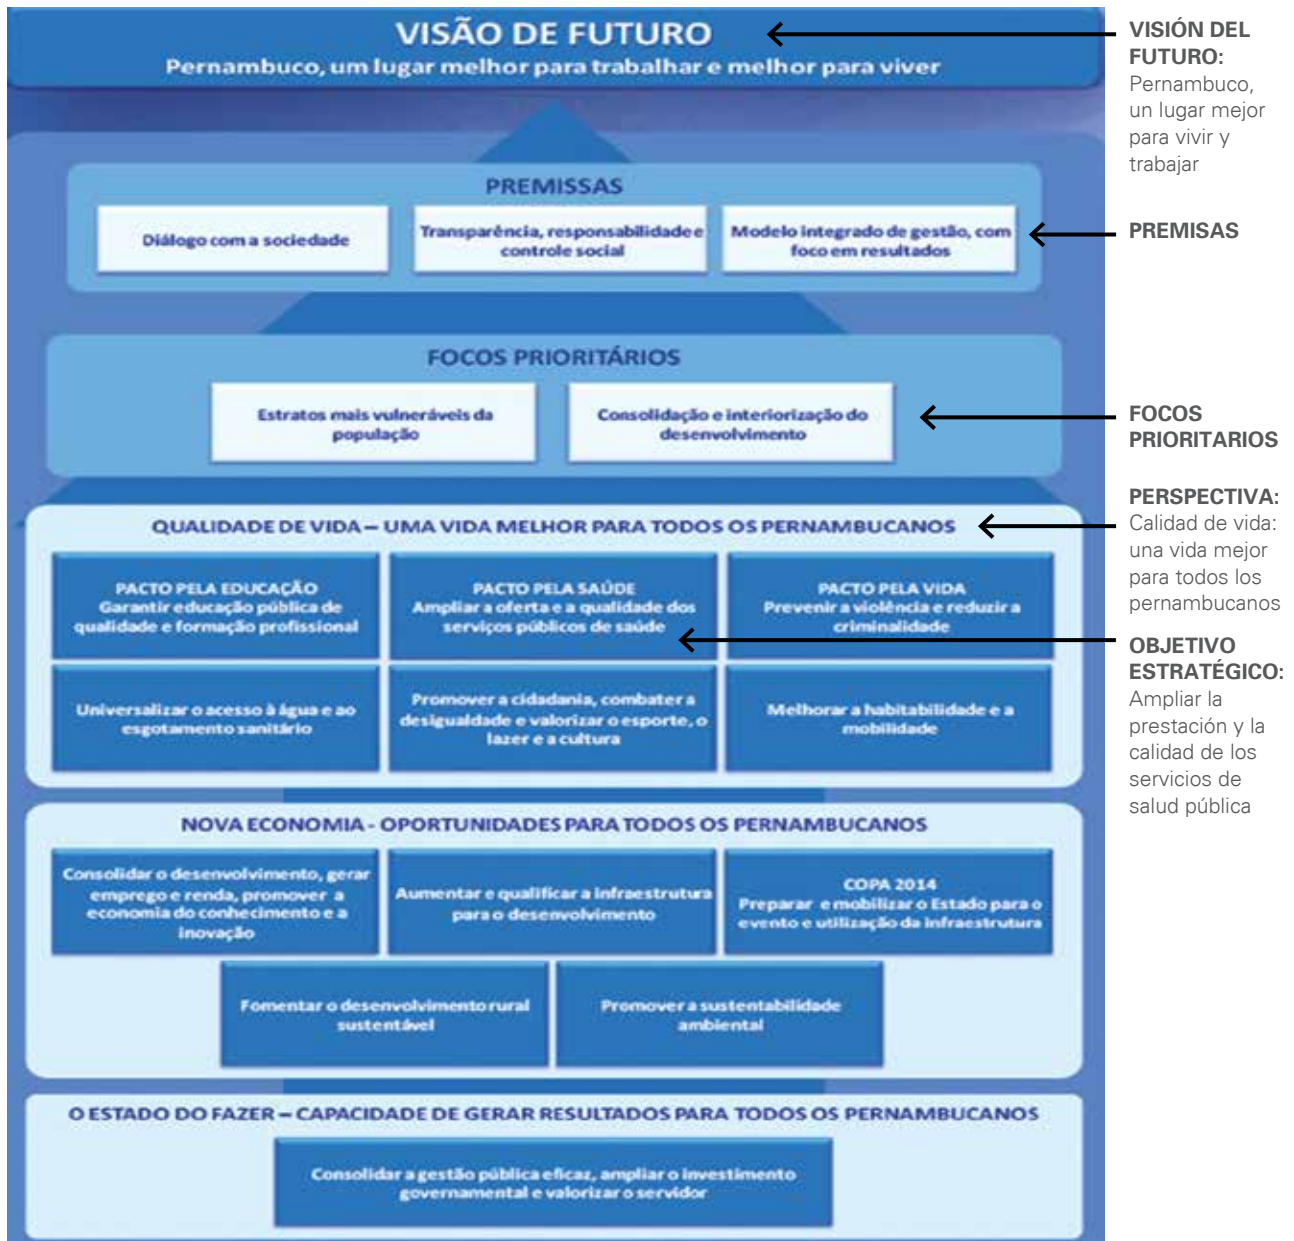 VISÃO DE FUTURO
Pernambuco, um lugar melhor para trabalhar e melhor para viver
PREMISSAS
Diálogo com a sociedade
Transparência, responsabilidade e
controle social
Modelo integrado de gestão, com
foco em resultados
FOCOS PRIORITÁRIOS
Estratos mais vulneráveis da
população
Consolidação e interiorização do
desenvolvimento
QUALIDADE DE VIDA – UMA VIDA MELHOR PARA TODOS OS PERNAMBUCANOS
PACTO PELA EDUCAÇÃO
Garantir educação pública de
qualidade e formação profissional
PACTO PELA SAÚDE
Ampliar a oferta e a qualidade dos
serviços públicos de saúde
PACTO PELA VIDA
Prevenir a violência e reduzir a
criminalidade
Universalizar o acesso à água e ao
esgotamento sanitário
Promover a cidadania, combater a
desigualdade e valorizar o esporte, o
lazer e a cultura
Melhorar a habitabilidade e a
mobilidade
NOVA ECONOMIA - OPORTUNIDADES PARA TODOS OS PERNAMBUCANOS
Consolidar o desenvolvimento, gerar
emprego e renda, promover a
economia do conhecimento e a
inovação
Aumentar e qualificar a infraestrutura
para o desenvolvimento
COPA 2014
Preparar e mobilizar o Estado para o
evento e utilização da infraestrutura
Fomentar o desenvolvimento rural
sustentável
Promover a sustentabilidade
ambiental
O ESTADO DO FAZER – CAPACIDADE DE GERAR RESULTADOS PARA TODOS OS PERNAMBUCANOS
Consolidar a gestão pública eficaz, ampliar o investimento
governamental e valorizar o servidor
VISIÓN DEL
FUTURO:
Pernambuco,
un lugar mejor
para vivir y
trabajar
PREMISAS
FOCOS
PRIORITARIOS
PERSPECTIVA:
Calidad de vida:
una vida mejor
para todos los
pernambucanos
OBJETIVO
ESTRATÉGICO:
Ampliar la
prestación y la
calidad de los
servicios de
salud pública